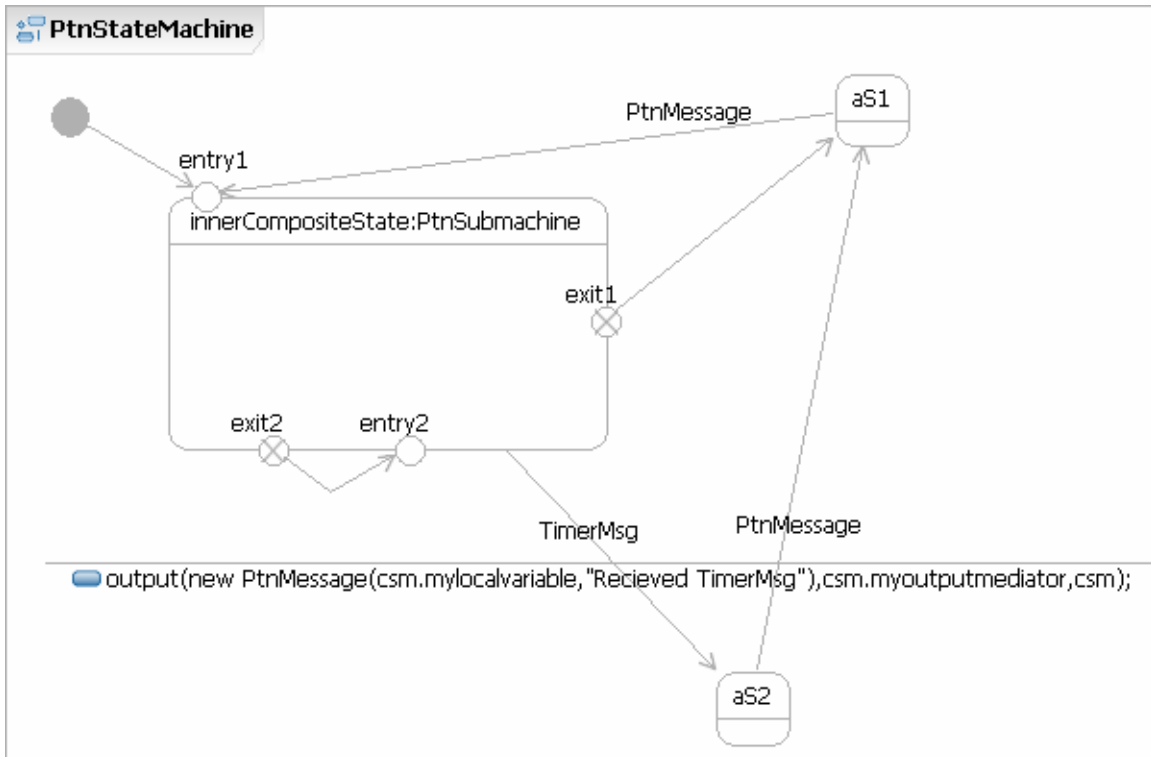 PtnStateMachine
aS1
PtnMessage
entry1
innerCompositeState:PtnSubmachine
exit1
exit2
entry2
TimerMsg
PtnMessage
output(new PtnMessage(csm.mylocalvariable,"Recieved TimerMsg"),csm.myoutputmediator,csm);
aS2